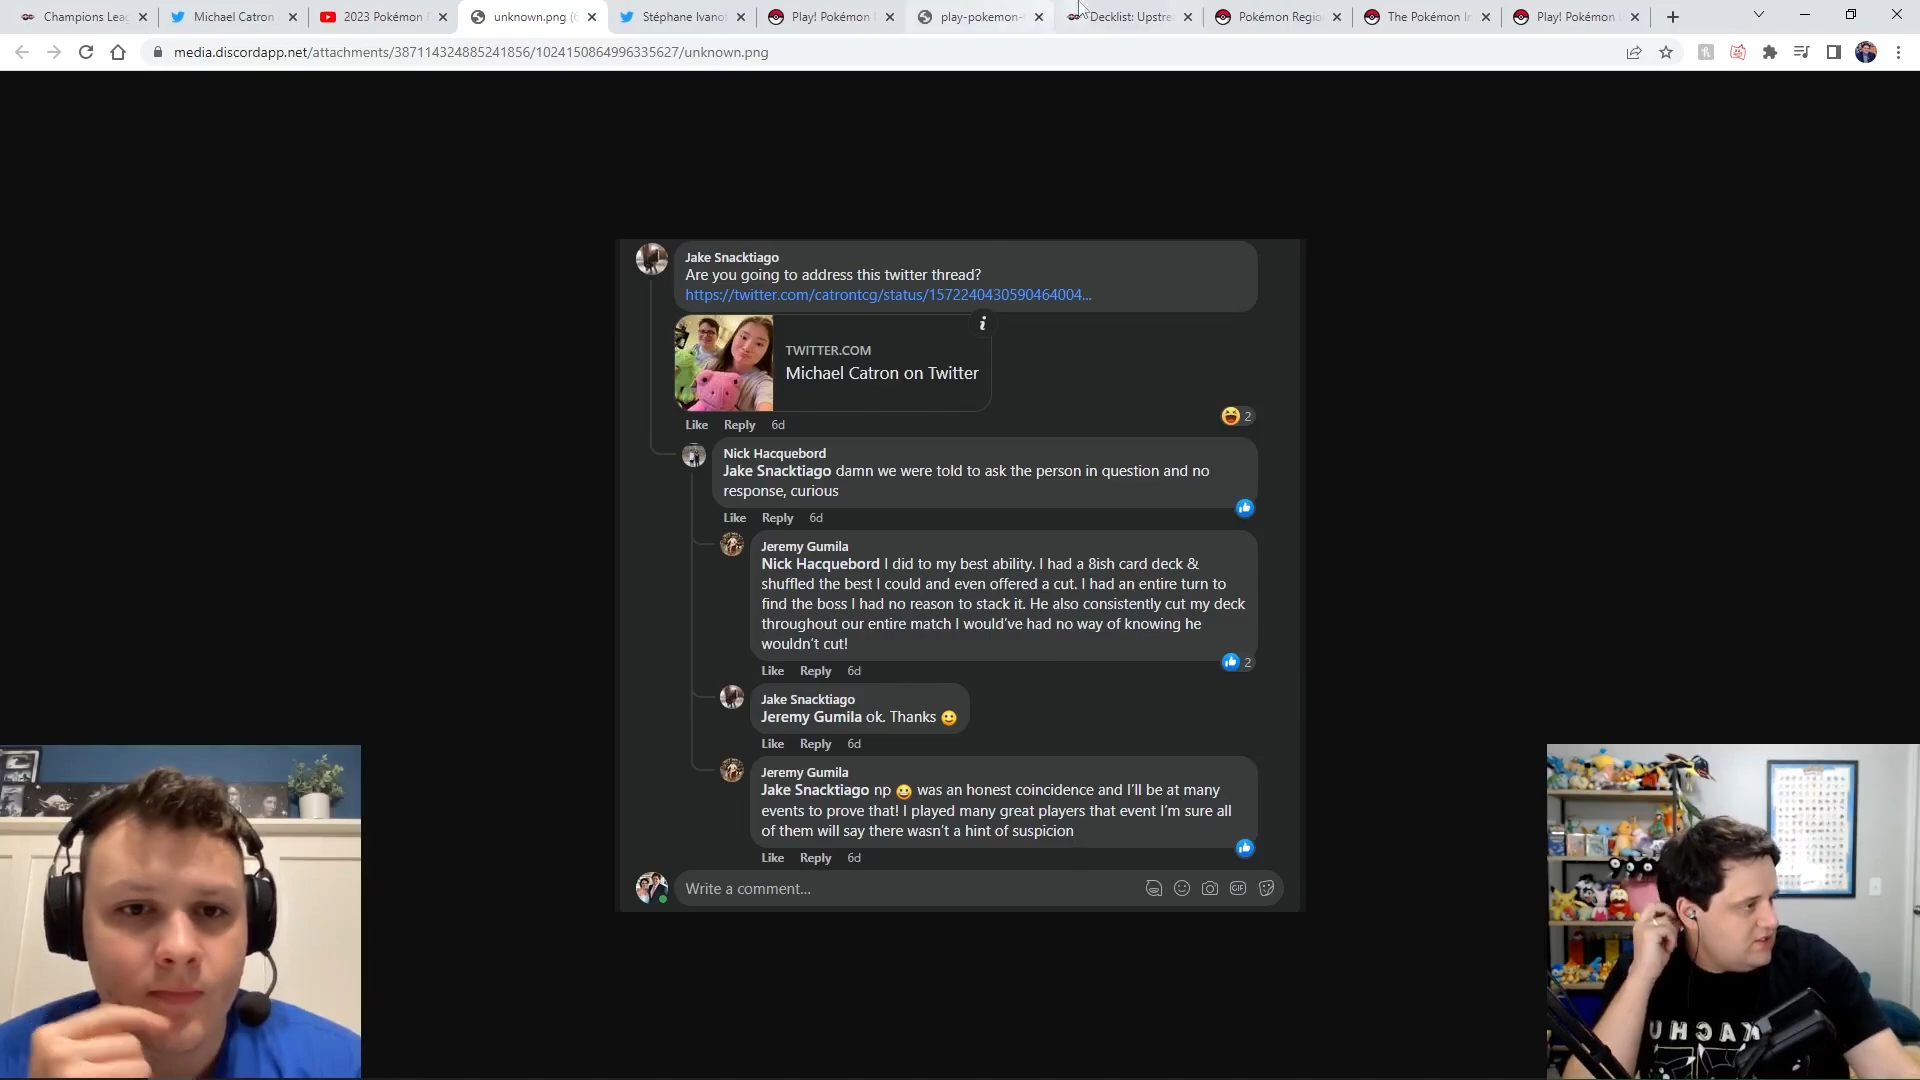 Champions Lea
Michael Catron
2023 Pokémon
unknown.png (6
Stéphane Ivanof
Play! Pokémon
play-pokemon-
Decklist: Upstre
Pokémon Regio
The Pokémon In
Play! Pokémon
media.discordapp.net/attachments/387114324885241856/1024150864996335627/unknown.png
Jake Snacktiago
Are you going to address this twitter thread?
https://twitter.com/catrontcg/status/1572240430590464004...
TWITTER.COM
Michael Catron on Twitter
2
Like Reply 6d
Nick Hacquebord
Jake Snacktiago damn we were told to ask the person in question and no
response, curious
Like Reply 6d
Jeremy Gumila
Nick Hacquebord I did to my best ability. I had a 8ish card deck &
shuffled the best I could and even offered a cut. I had an entire turn to
find the boss I had no reason to stack it. He also consistently cut my deck
throughout our entire match I would've had no way of knowing he
wouldn't cut!
2
Like Reply 6d
Jake Snacktiago
Jeremy Gumila ok. Thanks
Like Reply 6d
Jeremy Gumila
Jake Snacktiago np was an honest coincidence and I'll be at many
events to prove that! I played many great players that event I'm sure all
of them will say there wasn't a hint of suspicion
Like Reply 6d
Write a comment...
GIF